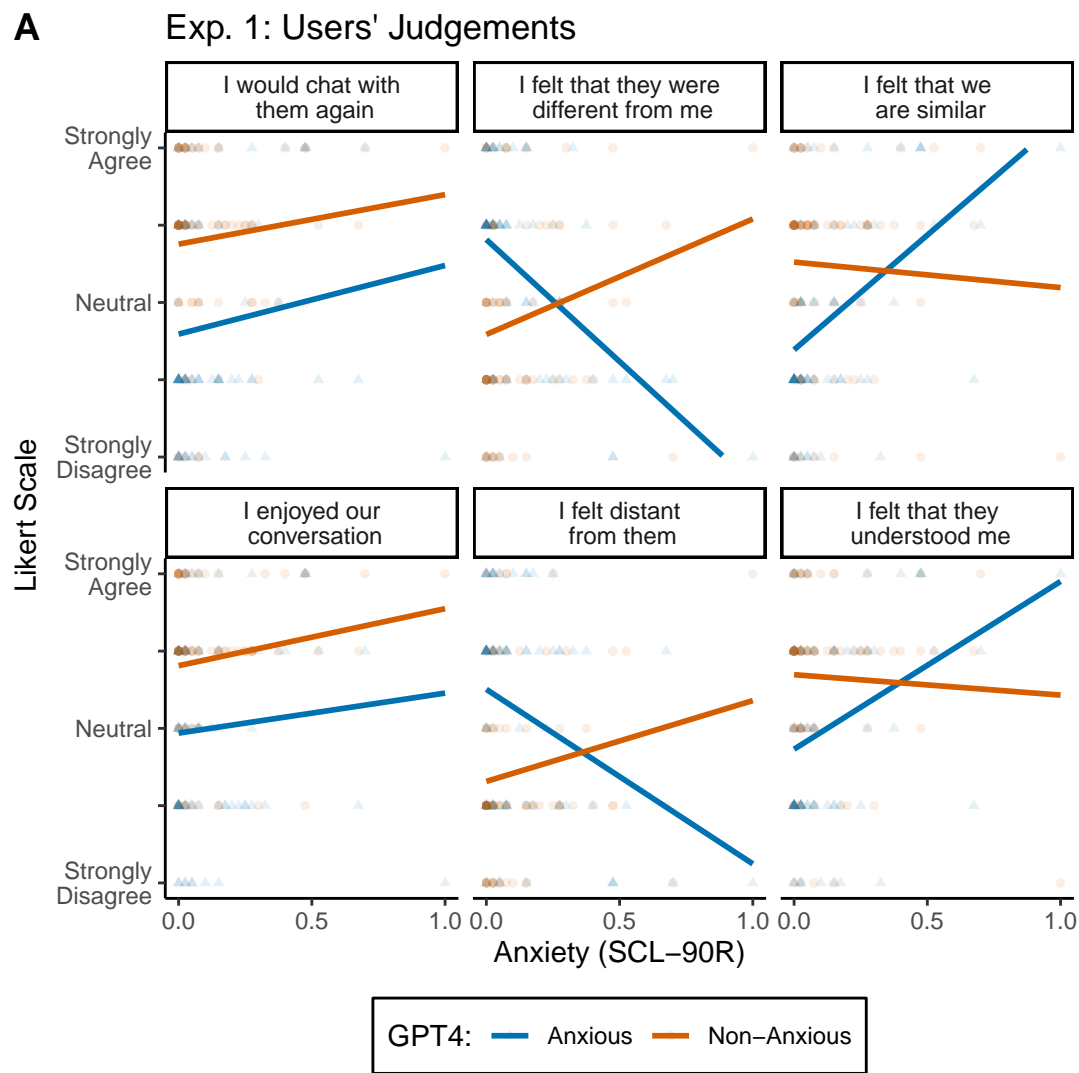 A
Exp. 1: Users' Judgements
I would chat with
them again
I felt that they were
different from me
I felt that we
are similar
Strongly
Agree
Neutral
Strongly
Disagree
I enjoyed our
conversation
I felt distant
from them
I felt that they
understood me
Strongly
Agree
Neutral
Strongly
Disagree
Likert Scale
0.0 0.5 1.0 0.0 0.5 1.0 0.0 0.5 1.0
Anxiety (SCL−90R)
GPT4: Anxious Non−Anxious